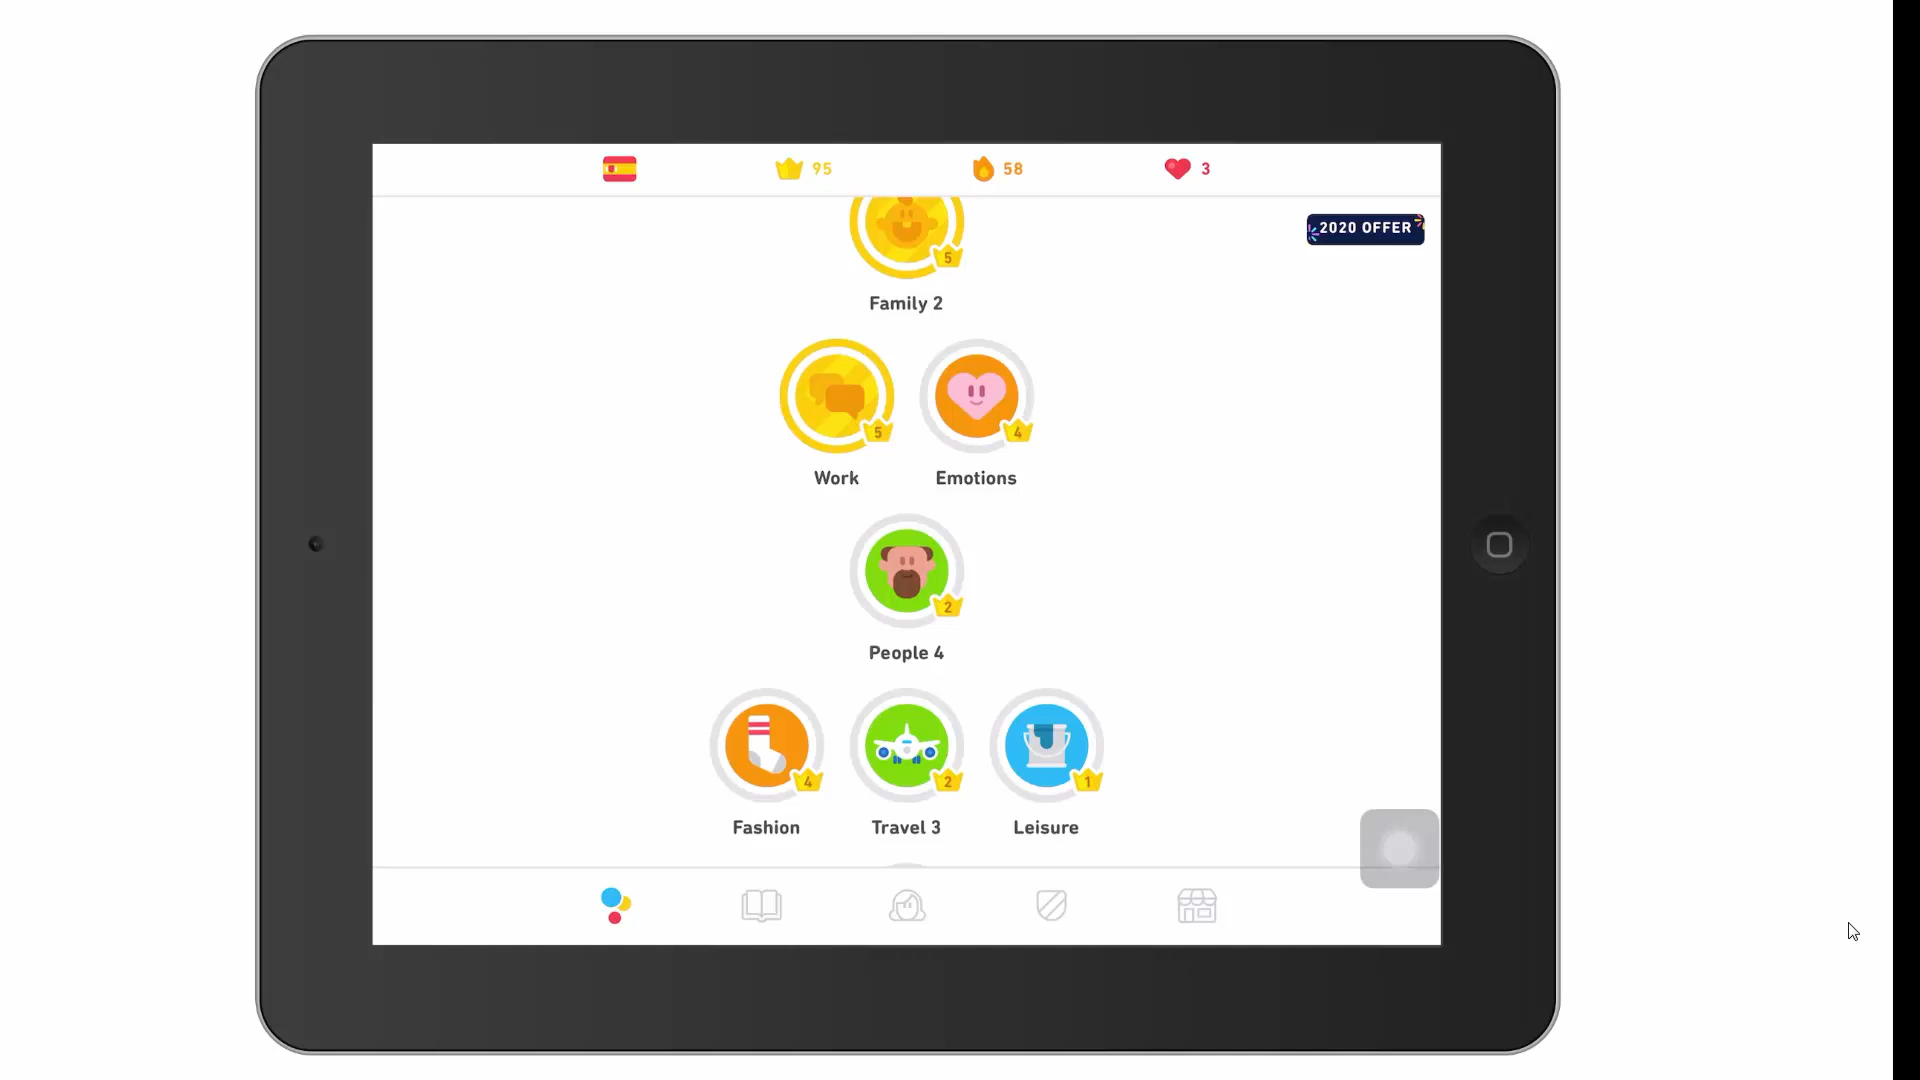 95
58
3
2020 OFFER
5
Family 2
5
4
Work
Emotions
2
People 4
4
2
1
Fashion
Travel 3
Leisure